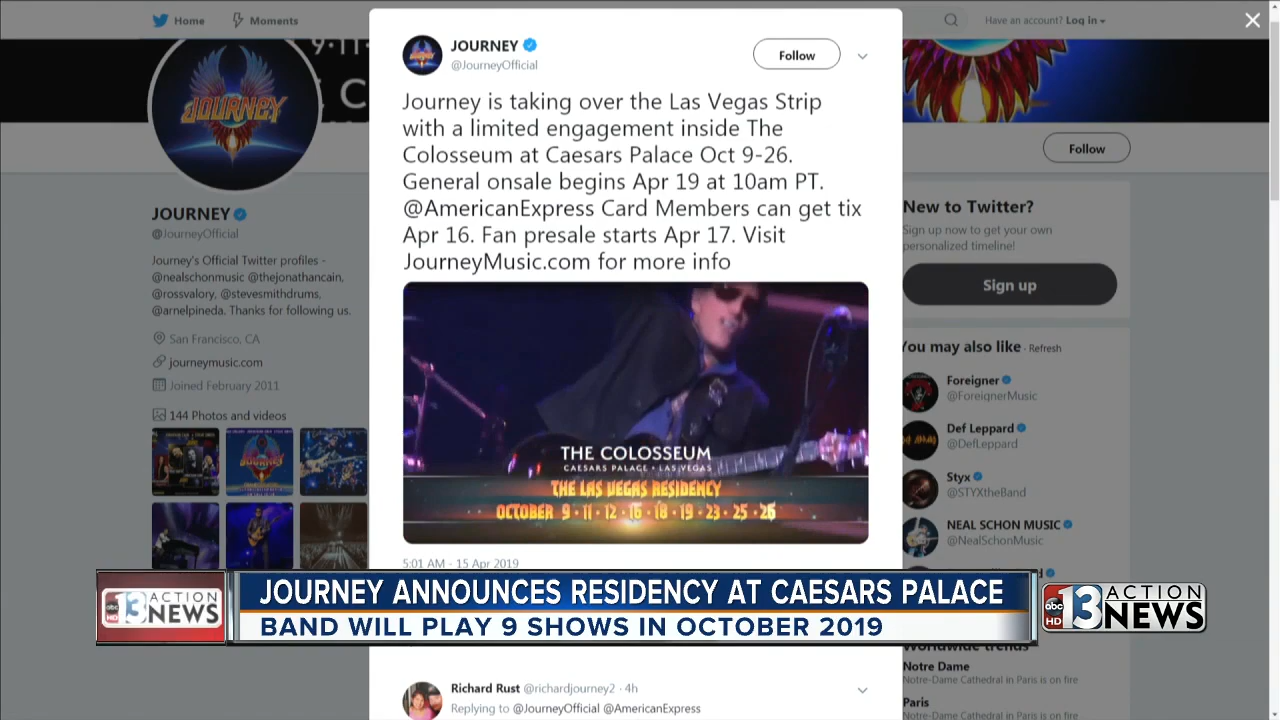 Home
Moments
Have an account? Log in
9·11·
C
JOURNEY
JOURNEY
@JourneyOfficial
Follow
Journey is taking over the Las Vegas Strip
with a limited engagement inside The
Colosseum at Caesars Palace Oct 9-26.
General onsale begins Apr 19 at 10am PT.
@AmericanExpress Card Members can get tix
Apr 16. Fan presale starts Apr 17. Visit
JourneyMusic.com for more info
THE COLOSSEUM
CAESARS PALACE • LAS VEGAS
THE LAS VEGAS RESIDENCY
OCTOBER 9 · 11 · 12 · 16 · 18 · 19 · 23 · 25 · 26
5:01 AM - 15 Apr 2019
JOURNEY
@JourneyOfficial
Journey's Official Twitter profiles -
@nealschonmusic @thejonathancain,
@rossvalory, @stevesmithdrums,
@arnelpineda. Thanks for following us.
San Francisco, CA
journeymusic.com
Joined February 2011
144 Photos and videos
JOURNEY
Follow
New to Twitter?
Sign up now to get your own
personalized timeline!
Sign up
You may also like · Refresh
Foreigner
@ForeignerMusic
Def Leppard
@DefLeppard
Styx
@STYXtheBand
NEAL SCHON MUSIC
@NealSchonMusic
abc HD 13 ACTION NEWS
JOURNEY ANNOUNCES RESIDENCY AT CAESARS PALACE
BAND WILL PLAY 9 SHOWS IN OCTOBER 2019
abc HD 13 ACTION NEWS
Worldwide trends
Notre Dame
Notre-Dame Cathedral in Paris is on fire
Paris
Notre-Dame Cathedral in Paris is on fire
Richard Rust @richardjourney2 · 4h
Replying to @JourneyOfficial @AmericanExpress